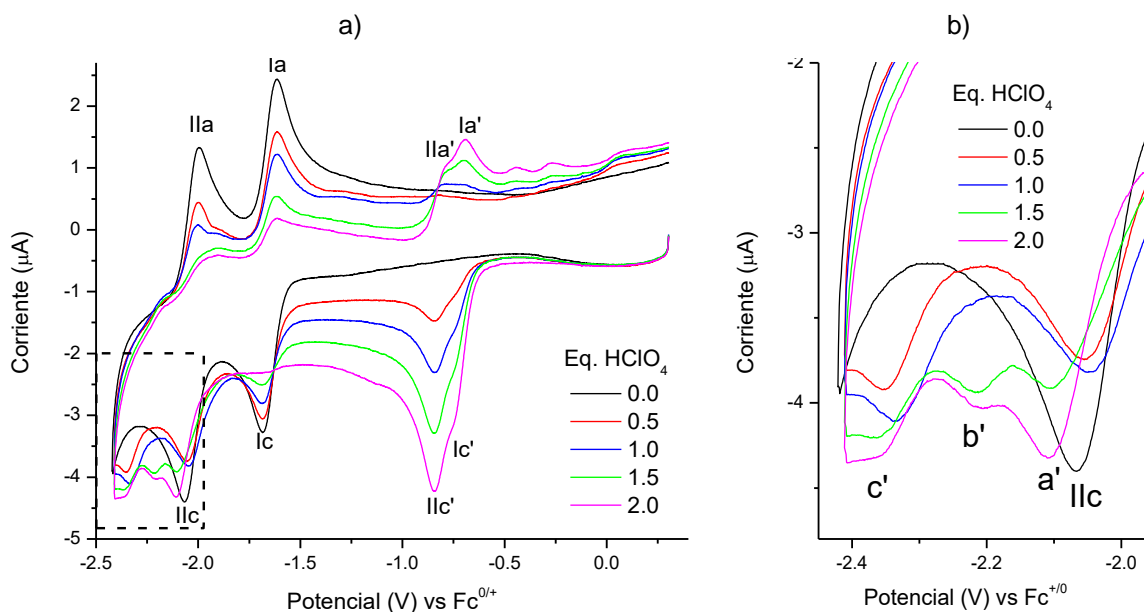 a)
Ia
IIa
Ia'
IIa'
Ic
Ic'
IIc
IIc'
Eq. HClO₄
0.0
0.5
1.0
1.5
2.0
2
1
0
-1
-2
-3
-4
-5
Corriente (μA)
-2.5
-2.0
-1.5
-1.0
-0.5
0.0
Potencial (V) vs Fc⁰/⁺
b)
Eq. HClO₄
0.0
0.5
1.0
1.5
2.0
c'
b'
a'
IIc
-2
-3
-4
Corriente (μA)
-2.4
-2.2
-2.0
Potencial (V) vs Fc⁺/⁰